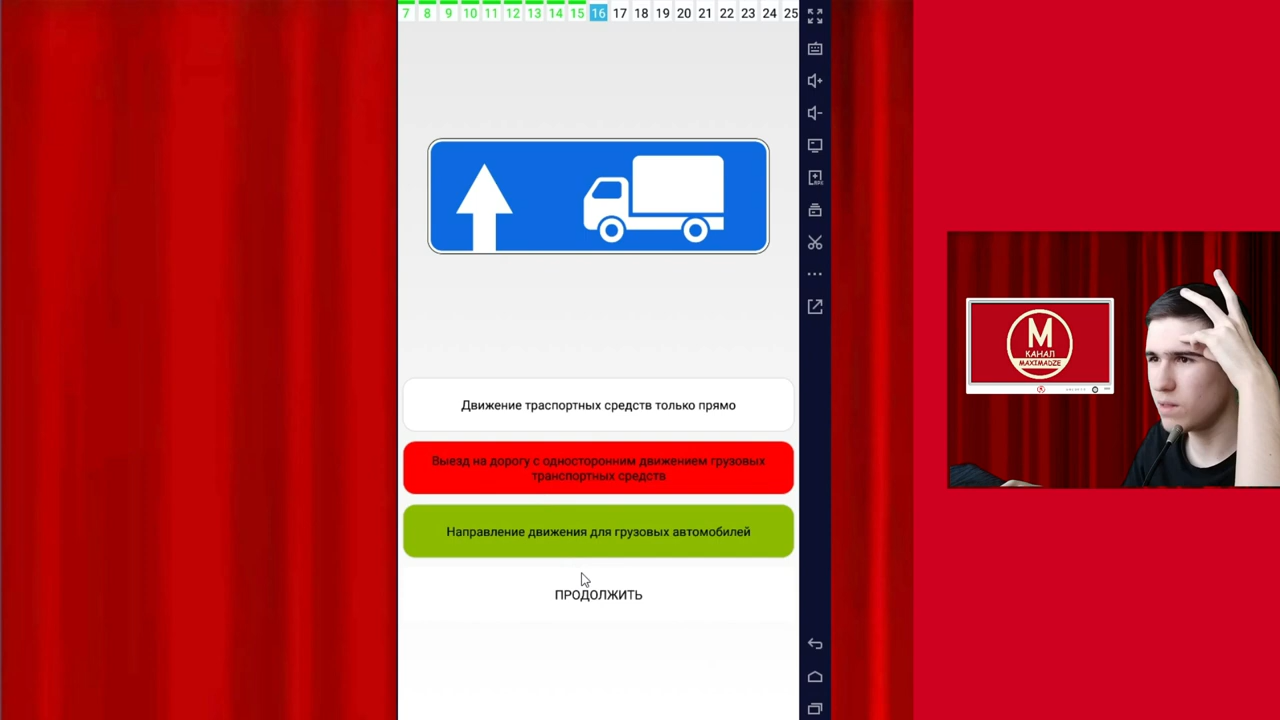 7 8 9 10 11 12 13 14 15 16 17 18 19 20 21 22 23 24 25
Движение траспортных средств только прямо
Выезд на дорогу с односторонним движением грузовых
транспортных средств
Направление движения для грузовых автомобилей
ПРОДОЛЖИТЬ
М
КАНАЛ
MAXIMADZE